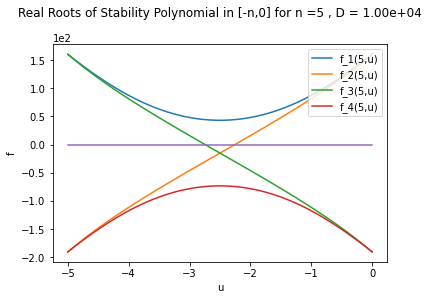 Real Roots of Stability Polynomial in [-n,0] for n =5 , D = 1.00e+04
1e2
f_1(5,u)
f_2(5,u)
f_3(5,u)
f_4(5,u)
1.5
1.0
0.5
0.0
−0.5
−1.0
−1.5
−2.0
f
−5 −4 −3 −2 −1 0
u